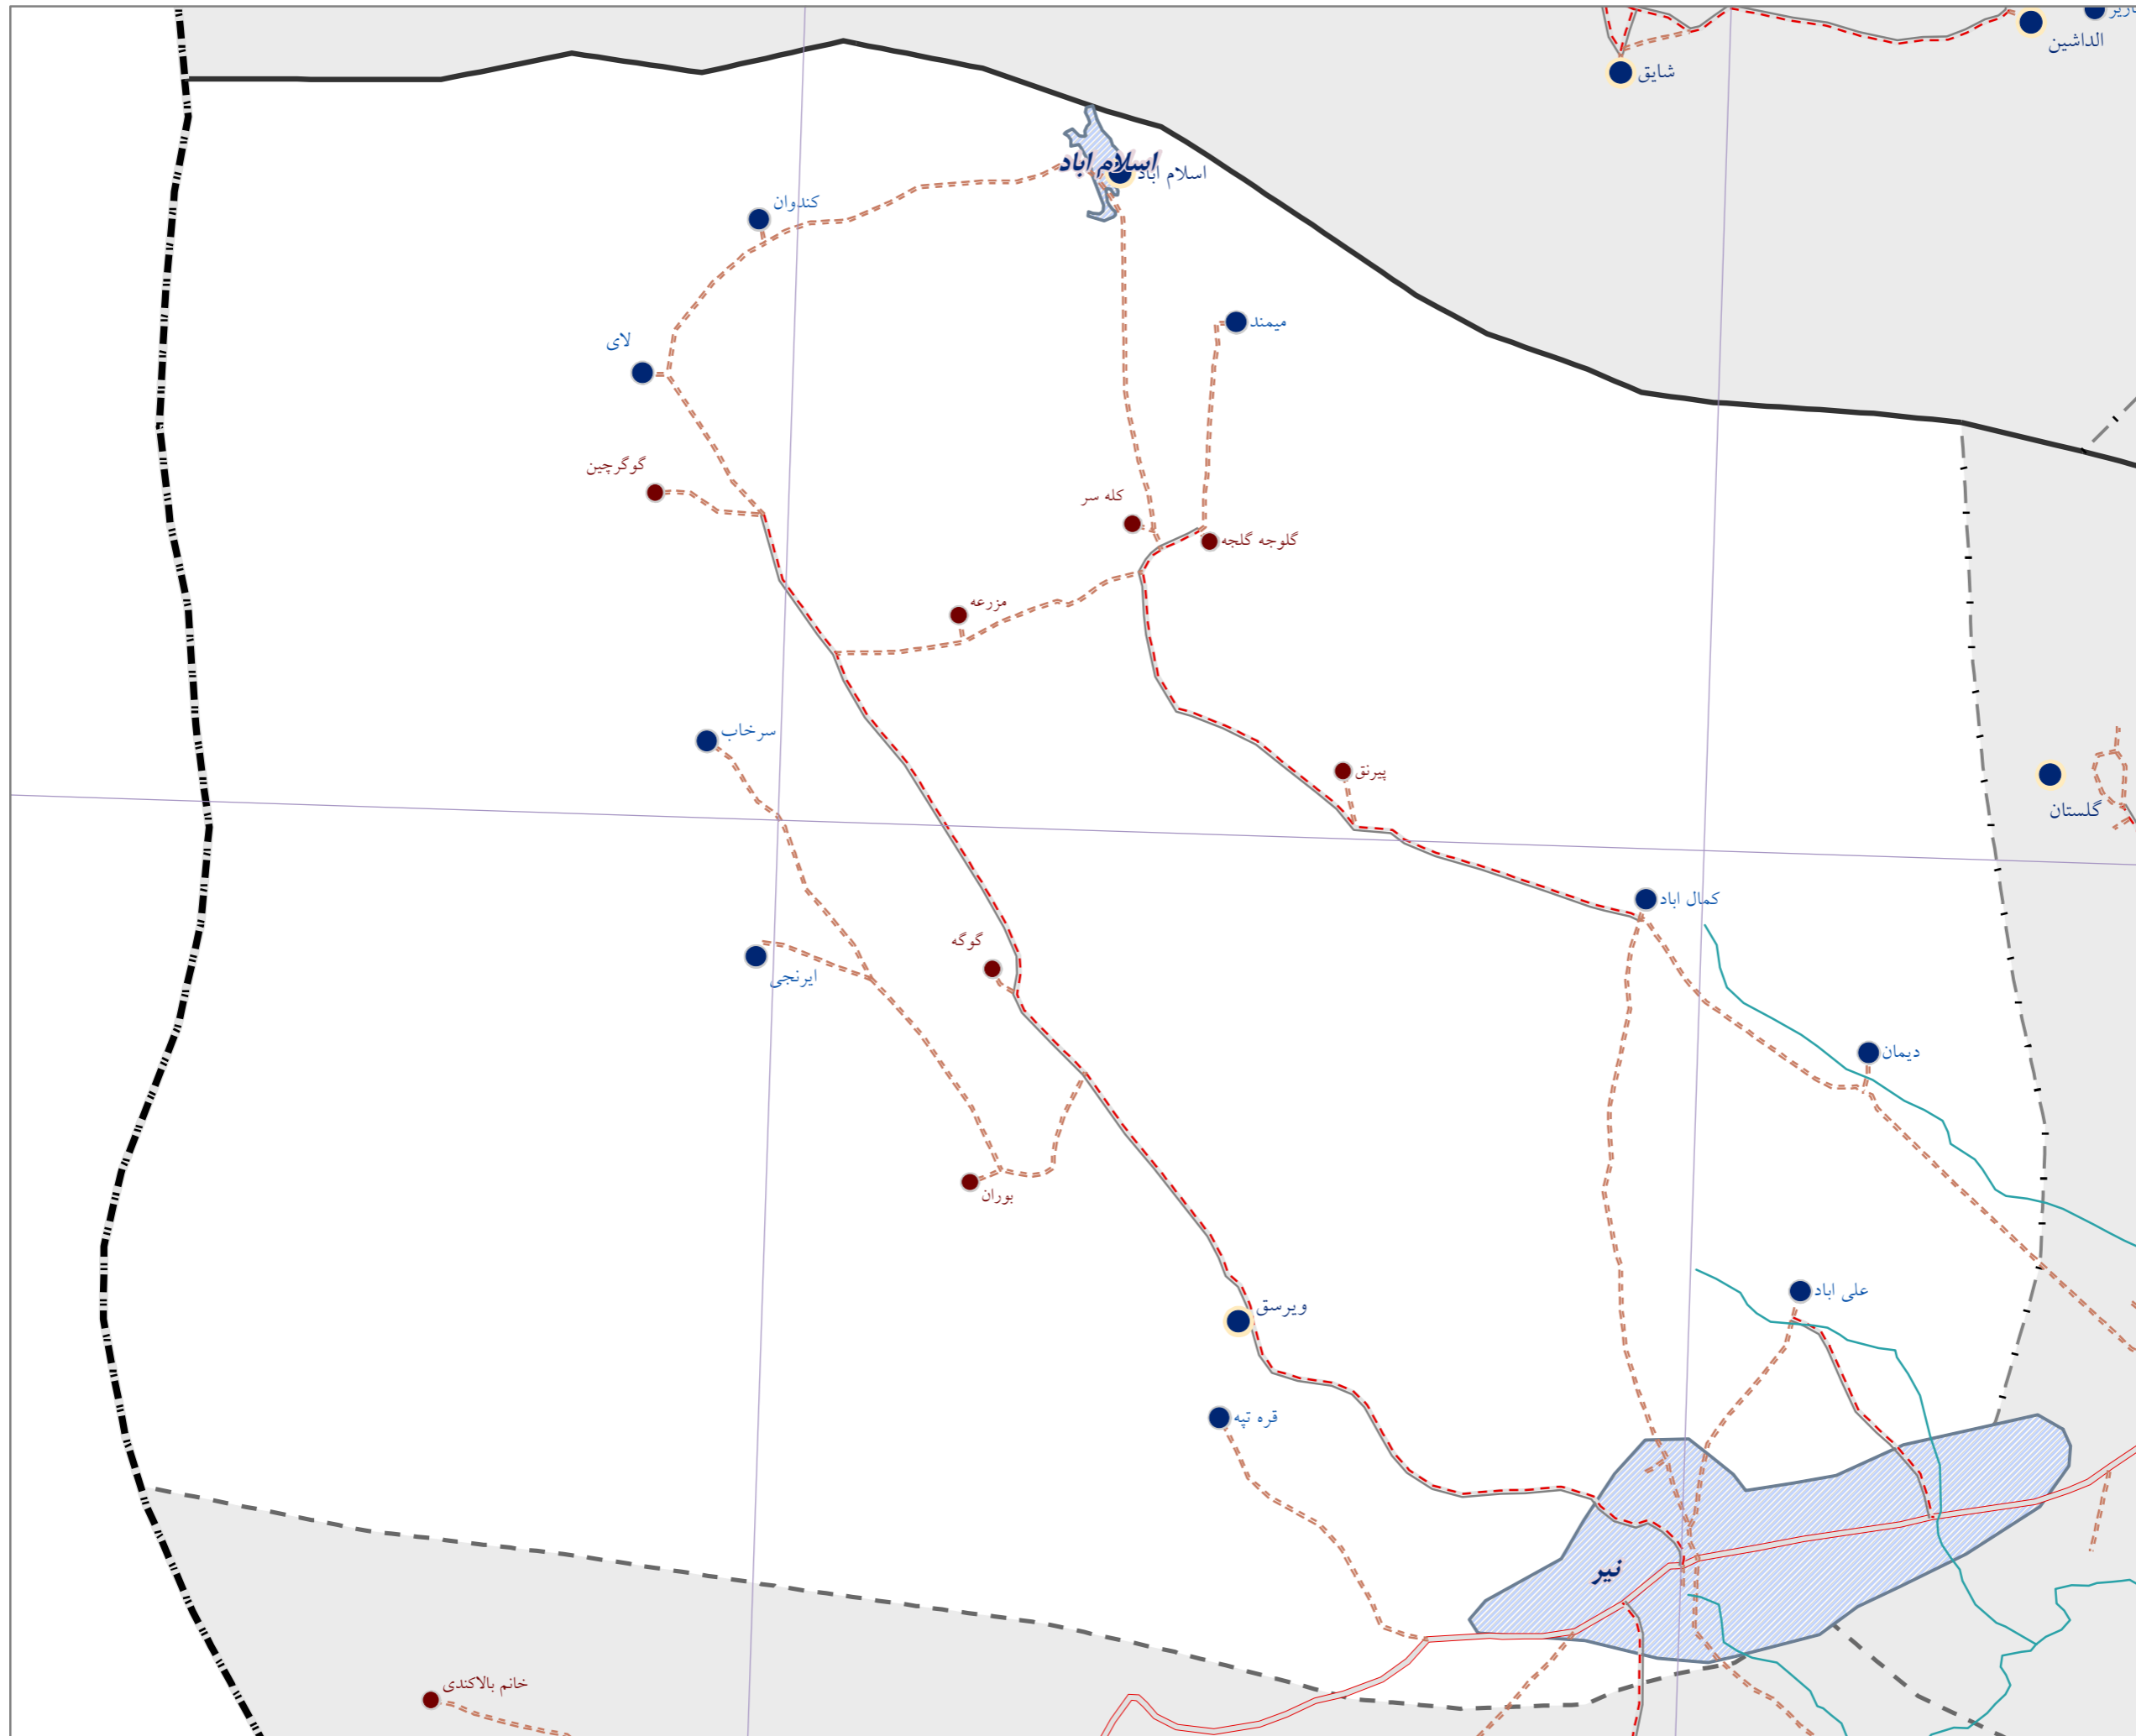 الداشین
شایق
اسلام اباد
اسلام اباد
کندوان
میمند
لای
گوگرچین
کله سر
گلوجه گلجه
مزرعه
سرخاب
پیرنق
گلستان
کمال اباد
گوگه
ایرنجی
دیمان
بوران
علی اباد
ویرسق
قره تپه
نیر
خانم بالاکندی